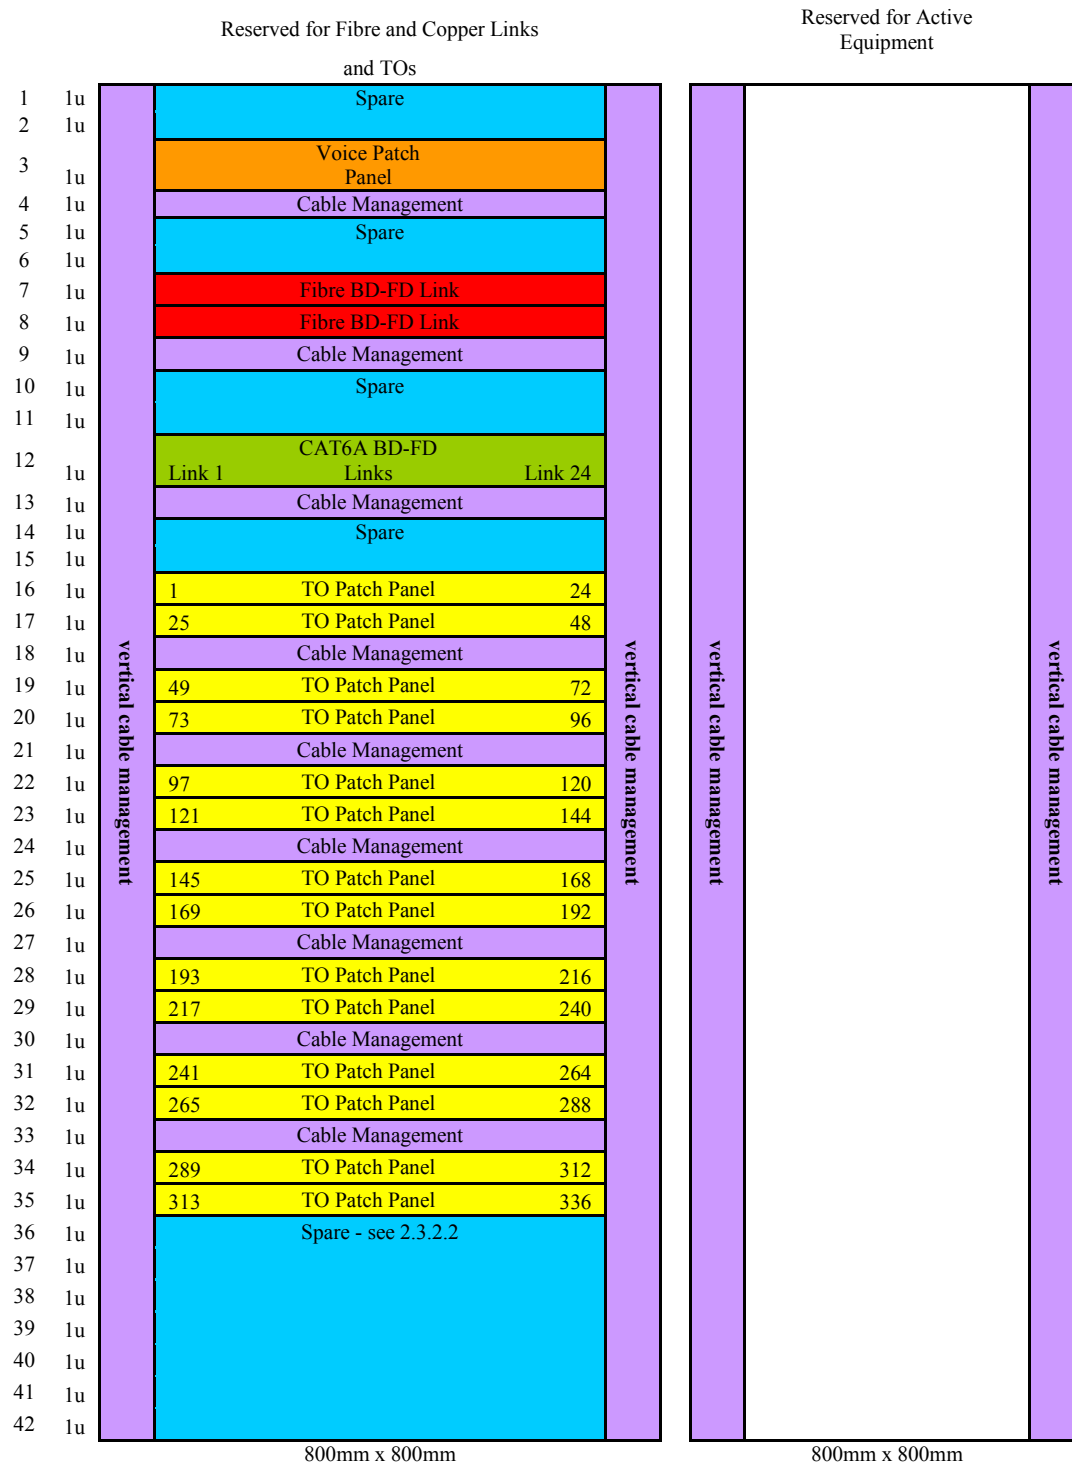 Reserved for Fibre and Copper Links
and TOs
Reserved for Active
Equipment
1 1u Spare
2 1u
3 1u Voice Patch
Panel
4 1u Cable Management
5 1u Spare
6 1u
7 1u Fibre BD-FD Link
8 1u Fibre BD-FD Link
9 1u Cable Management
10 1u Spare
11 1u
12 CAT6A BD-FD
1u Link 1 Links Link 24
13 1u Cable Management
14 1u Spare
15 1u
16 1u 1 TO Patch Panel 24
17 1u 25 TO Patch Panel 48
18 1u Cable Management
19 1u 49 TO Patch Panel 72
20 1u 73 TO Patch Panel 96
21 1u Cable Management
22 1u 97 TO Patch Panel 120
23 1u 121 TO Patch Panel 144
24 1u Cable Management
25 1u 145 TO Patch Panel 168
26 1u 169 TO Patch Panel 192
27 1u Cable Management
28 1u 193 TO Patch Panel 216
29 1u 217 TO Patch Panel 240
30 1u Cable Management
31 1u 241 TO Patch Panel 264
32 1u 265 TO Patch Panel 288
33 1u Cable Management
34 1u 289 TO Patch Panel 312
35 1u 313 TO Patch Panel 336
36 1u Spare - see 2.3.2.2
37 1u
38 1u
39 1u
40 1u
41 1u
42 1u
vertical cable management
vertical cable management
vertical cable management
vertical cable management
800mm x 800mm
800mm x 800mm